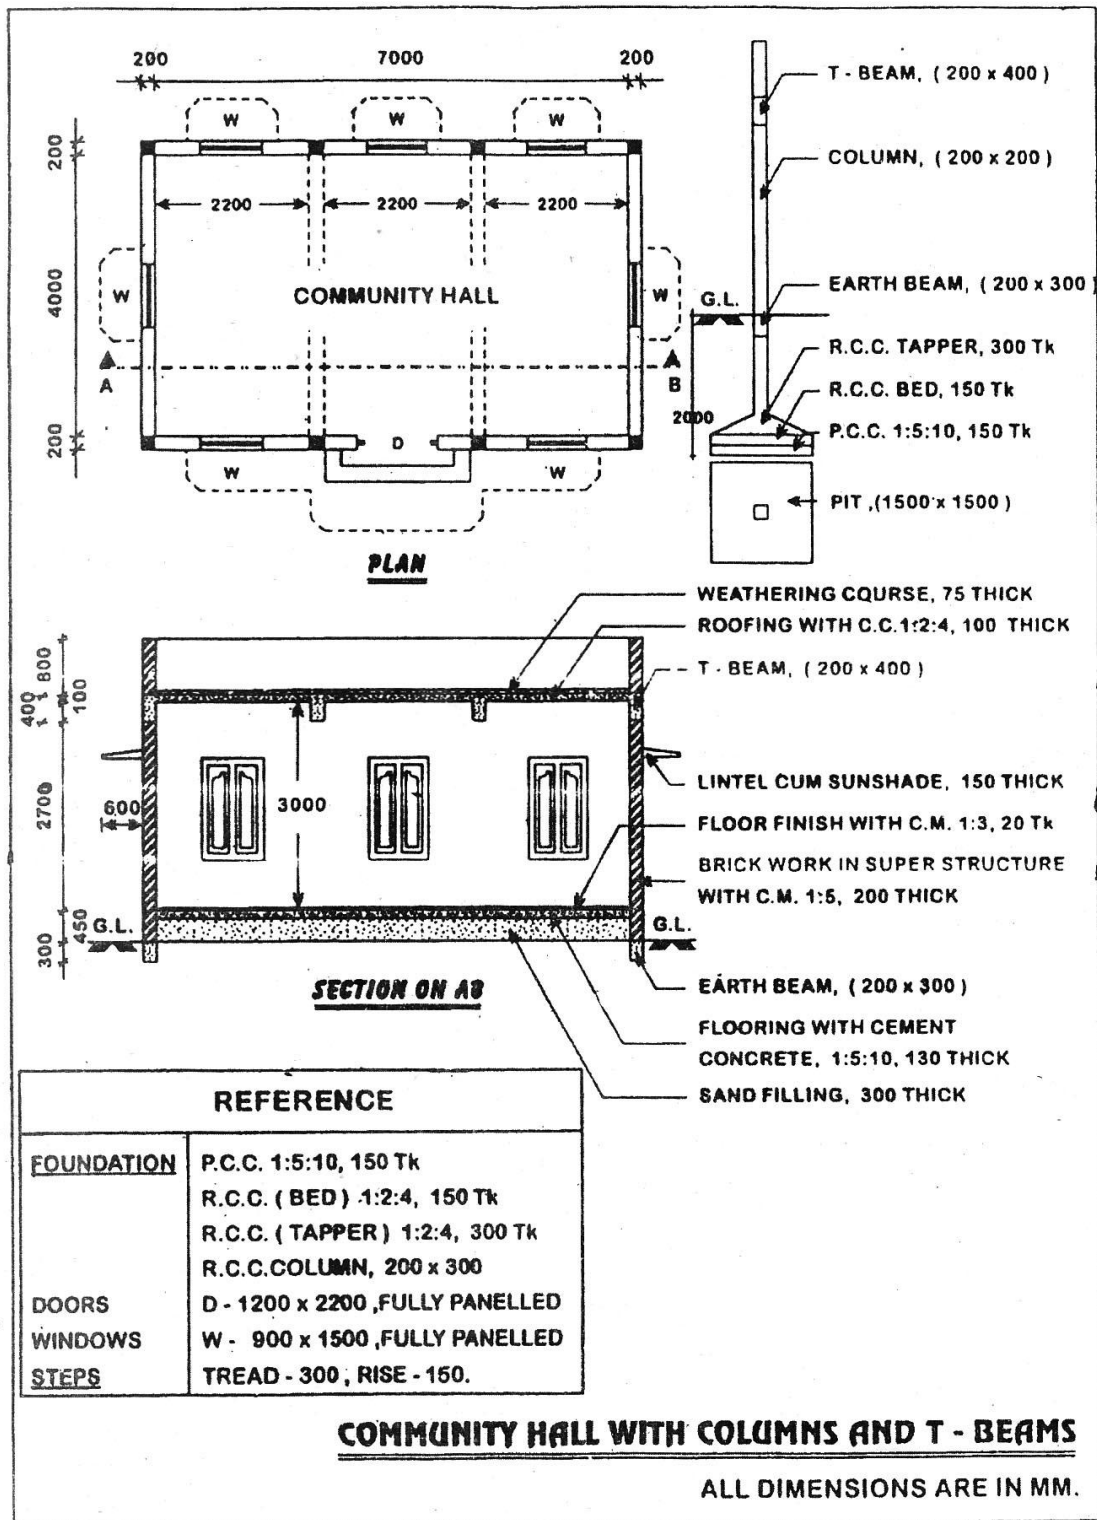 200 7000 200
T - BEAM, ( 200 x 400 )
W W W
200
COLUMN, ( 200 x 200 )
2200 2200 2200
4000
W COMMUNITY HALL W
EARTH BEAM, ( 200 x 300 )
G.L.
R.C.C. TAPPER, 300 Tk
A B
R.C.C. BED, 150 Tk
2000
P.C.C. 1:5:10, 150 Tk
200
D
W W
PIT ,(1500 x 1500 )
PLAN
WEATHERING COURSE, 75 THICK
ROOFING WITH C.C.1:2:4, 100 THICK
800
T - BEAM, ( 200 x 400 )
400 100
LINTEL CUM SUNSHADE, 150 THICK
2700 600 3000
FLOOR FINISH WITH C.M. 1:3, 20 Tk
BRICK WORK IN SUPER STRUCTURE
WITH C.M. 1:5, 200 THICK
450 G.L. G.L.
300
SECTION ON AB
EARTH BEAM, ( 200 x 300 )
FLOORING WITH CEMENT
CONCRETE, 1:5:10, 130 THICK
SAND FILLING, 300 THICK
REFERENCE
FOUNDATION P.C.C. 1:5:10, 150 Tk
R.C.C. ( BED ) 1:2:4, 150 Tk
R.C.C. ( TAPPER ) 1:2:4, 300 Tk
R.C.C.COLUMN, 200 x 300
DOORS D - 1200 x 2200 ,FULLY PANELLED
WINDOWS W - 900 x 1500 ,FULLY PANELLED
STEPS TREAD - 300 , RISE - 150.
COMMUNITY HALL WITH COLUMNS AND T - BEAMS
ALL DIMENSIONS ARE IN MM.